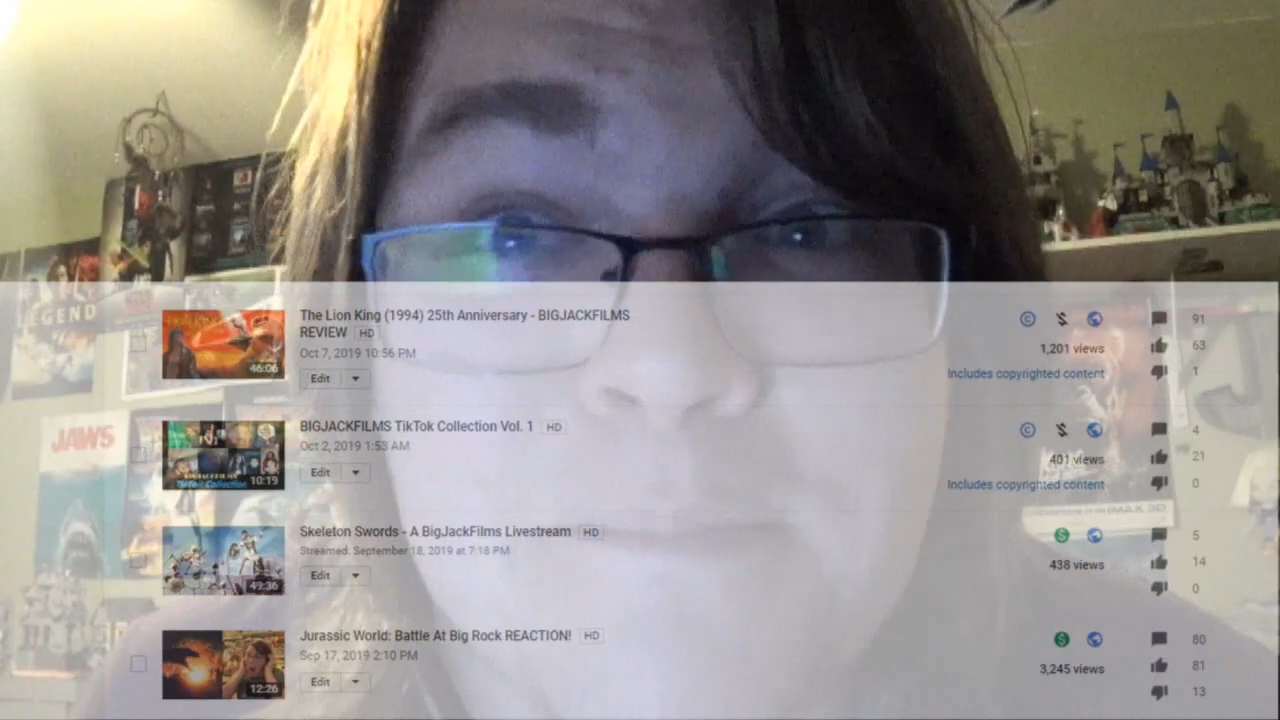 LEGEND
JAWS
The Lion King (1994) 25th Anniversary - BIGJACKFILMS
REVIEW HD
Oct 7, 2019 10:56 PM
46:06
Edit
91
1,201 views
63
Includes copyrighted content
1
BIGJACKFILMS TikTok Collection Vol. 1 HD
Oct 2, 2019 1:53 AM
BIGJACKFILMS
TikTok Collection
10:19
Edit
4
401 views
21
Includes copyrighted content
0
Skeleton Swords - A BigJackFilms Livestream HD
Streamed: September 18, 2019 at 7:18 PM
49:36
Edit
5
438 views
14
0
Jurassic World: Battle At Big Rock REACTION! HD
Sep 17, 2019 2:10 PM
12:26
Edit
80
3,245 views
81
13